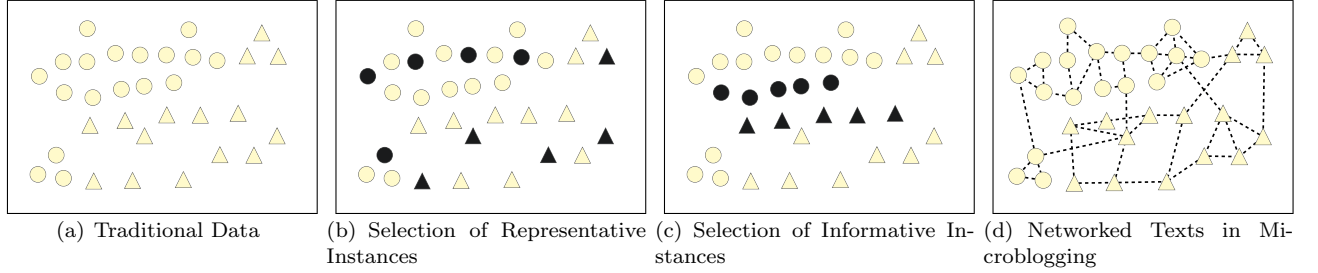 (a) Traditional Data
(b) Selection of Representative
Instances
(c) Selection of Informative In-
stances
(d) Networked Texts in Mi-
croblogging